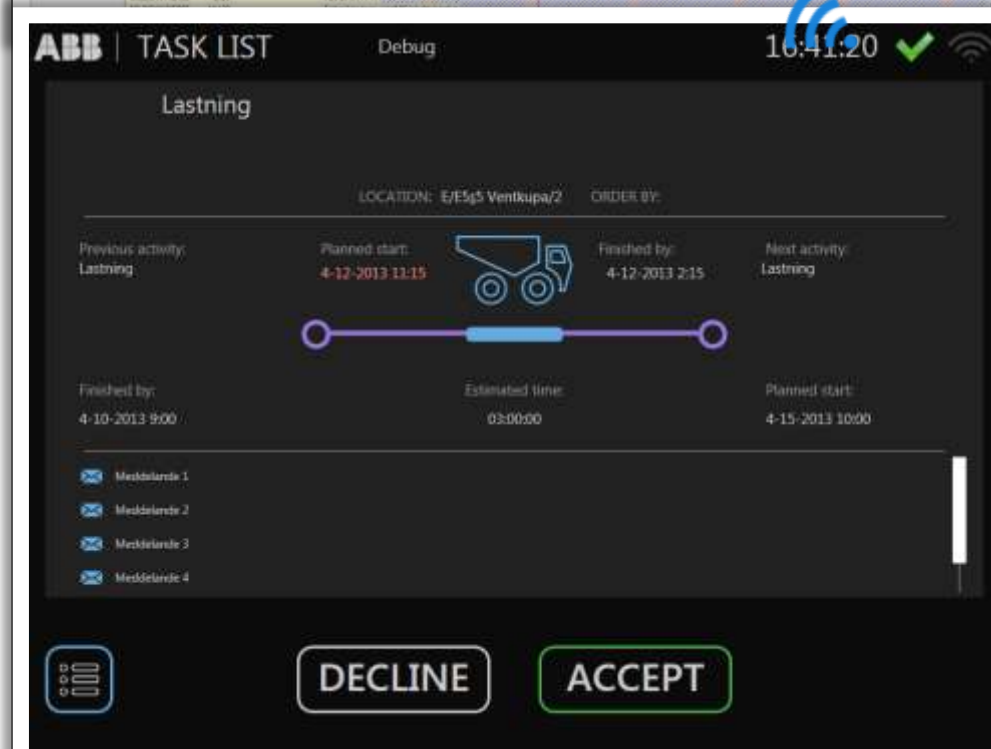 ABB | TASK LIST Debug 16:41:20
Lastning
LOCATION: E/E5§5 Ventkupa/2 ORDER BY:
Previous activity: Planned start: Finished by: Next activity:
Lastning 4-12-2013 11:15 4-12-2013 2:15 Lastning
Finished by: Estimated time: Planned start:
4-10-2013 9:00 03:00:00 4-15-2013 10:00
Meddelande 1
Meddelande 2
Meddelande 3
Meddelande 4
DECLINE ACCEPT